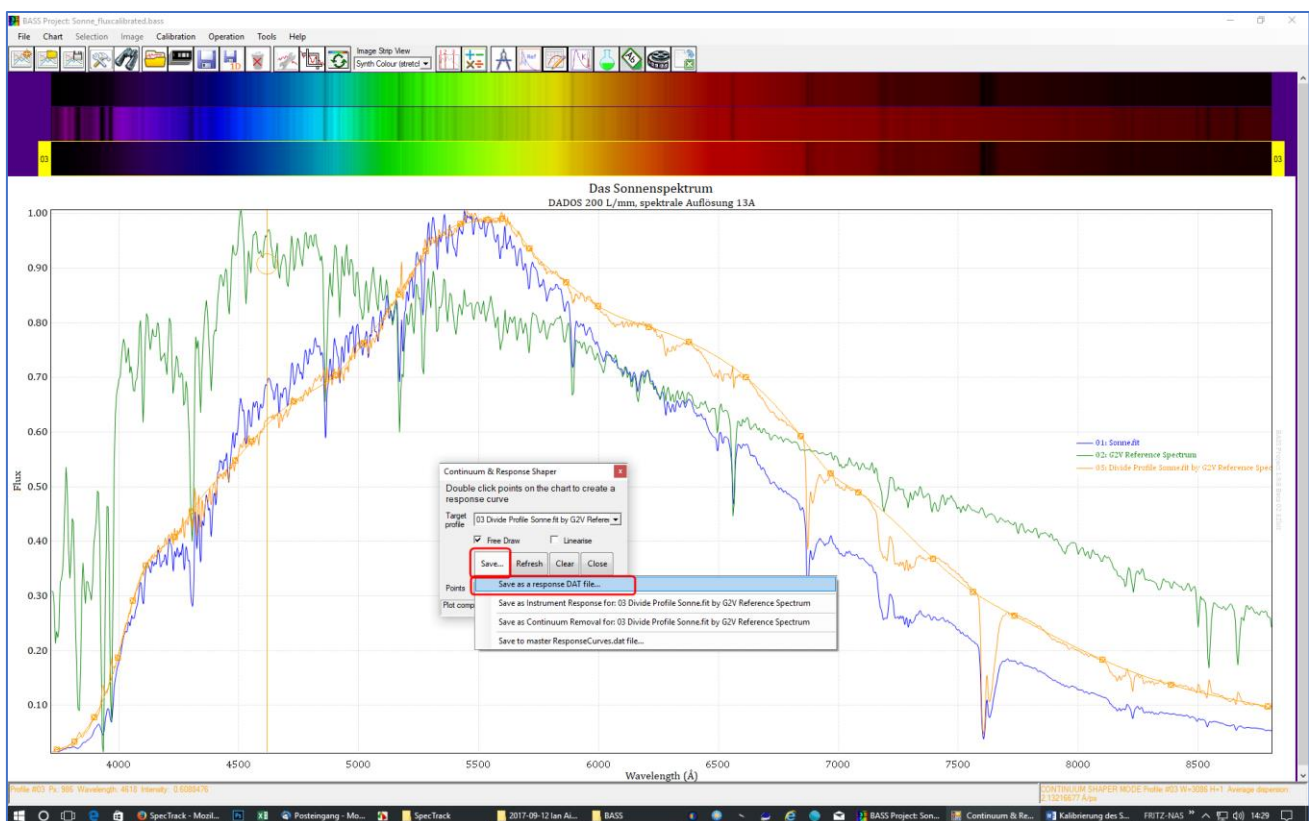 BASS Project: Sonne_fluxcalibrated.bass
File Chart Selection Image Calibration Operation Tools Help
Image Strip View
Synth Colour (stretcl
03
03
Das Sonnenspektrum
DADOS 200 L/mm, spektrale Auflösung 13A
1.00
0.90
0.80
0.70
0.60
0.50
0.40
0.30
0.20
0.10
Flux
01: Sonne.fit
02: G2V Reference Spectrum
03: Divide Profile Sonne.fit by G2V Reference Spect
Continuum & Response Shaper
x
Double click points on the chart to create a
response curve
Target
profile
03 Divide Profile Sonne.fit by G2V Referen
Free Draw Linearise
Save... Refresh Clear Close
Points
Plot comp
Save as a response DAT file...
Save as Instrument Response for: 03 Divide Profile Sonne.fit by G2V Reference Spectrum
Save as Continuum Removal for: 03 Divide Profile Sonne.fit by G2V Reference Spectrum
Save to master ResponseCurves.dat file...
4000 4500 5000 5500 6000 6500 7000 7500 8000 8500
Wavelength (Å)
Profile #03 Px: 986 Wavelength: 4618 Intensity: 0.6088476
CONTINUUM SHAPER MODE Profile #03 W=3086 H=1 Average dispersion
2.13216677 Å/px
SpecTrack - Mozil...
Posteingang - Mo...
SpecTrack
2017-09-12 Ian Ai...
BASS
BASS Project: Son...
Continuum & Re...
Kalibrierung des S...
FRITZ-NAS
14:29